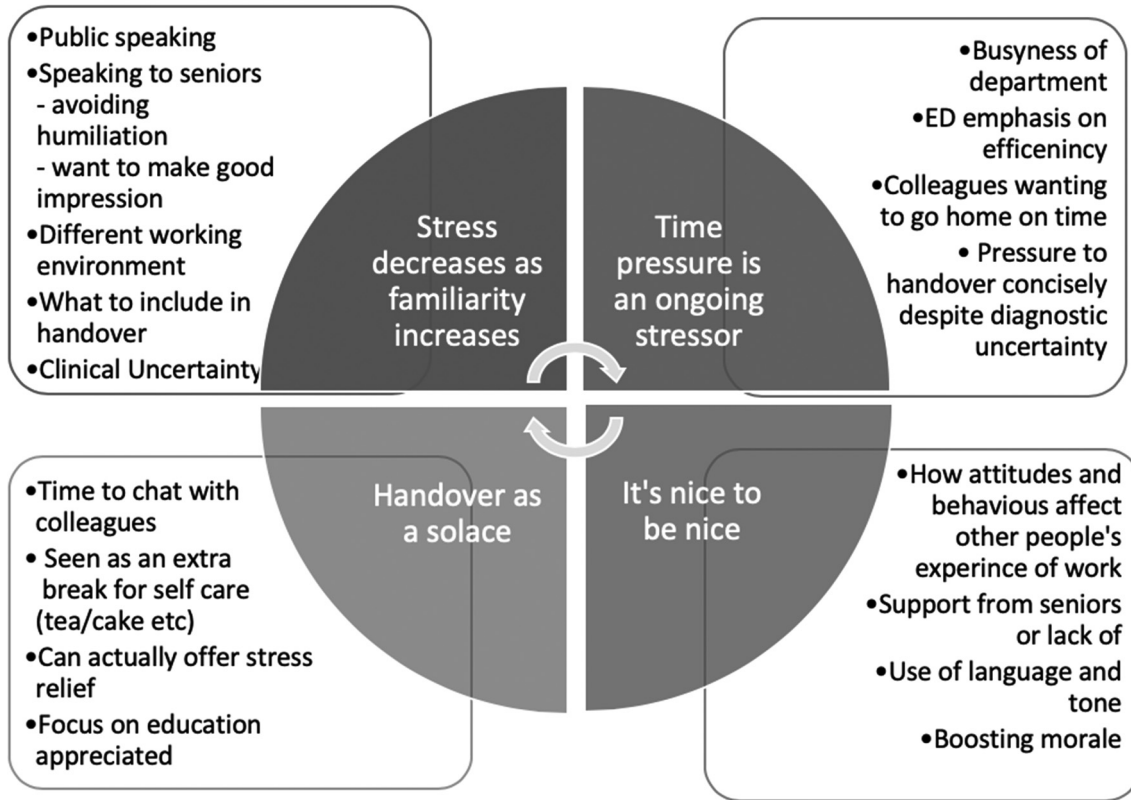 •Public speaking
•Speaking to seniors
- avoiding
humiliation
- want to make good
impression
•Different working
environment
•What to include in
handover
•Clinical Uncertainty
Stress
decreases as
familiarity
increases
Time
pressure is
an ongoing
stressor
•Busyness of
department
•ED emphasis on
efficenincy
•Colleagues wanting
to go home on time
• Pressure to
handover concisely
despite diagnostic
uncertainty
•Time to chat with
colleagues
• Seen as an extra
break for self care
(tea/cake etc)
•Can actually offer stress
relief
•Focus on education
appreciated
Handover as
a solace
It's nice to
be nice
•How attitudes and
behavious affect
other people's
experince of work
•Support from seniors
or lack of
•Use of language and
tone
•Boosting morale